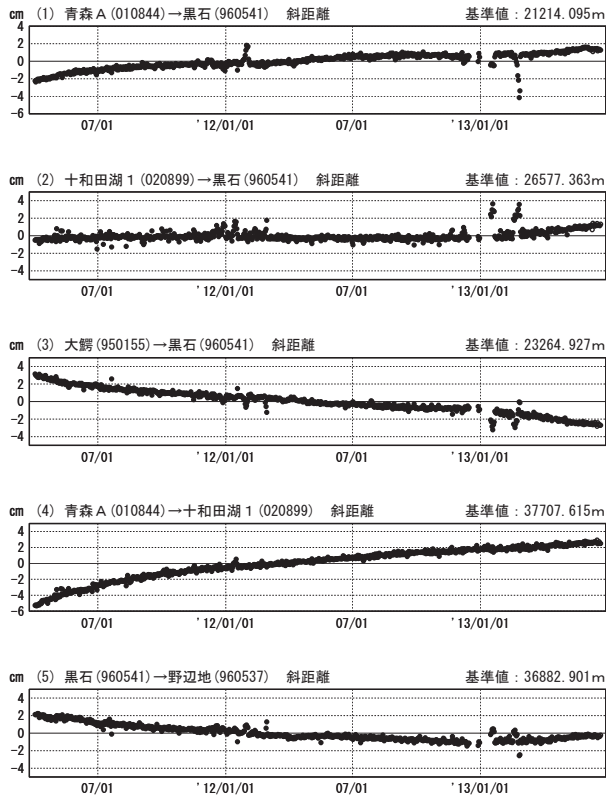 cm (1) 青森A(010844)→黒石(960541) 斜距離 基準値:21214.095m
4
2
0
−2
−4
−6
07/01 '12/01/01 07/01 '13/01/01
cm (2) 十和田湖1(020899)→黒石(960541) 斜距離 基準値:26577.363m
4
2
0
−2
−4
07/01 '12/01/01 07/01 '13/01/01
cm (3) 大鰐(950155)→黒石(960541) 斜距離 基準値:23264.927m
4
2
0
−2
−4
07/01 '12/01/01 07/01 '13/01/01
cm (4) 青森A(010844)→十和田湖1(020899) 斜距離 基準値:37707.615m
4
2
0
−2
−4
−6
07/01 '12/01/01 07/01 '13/01/01
cm (5) 黒石(960541)→野辺地(960537) 斜距離 基準値:36882.901m
4
2
0
−2
−4
07/01 '12/01/01 07/01 '13/01/01